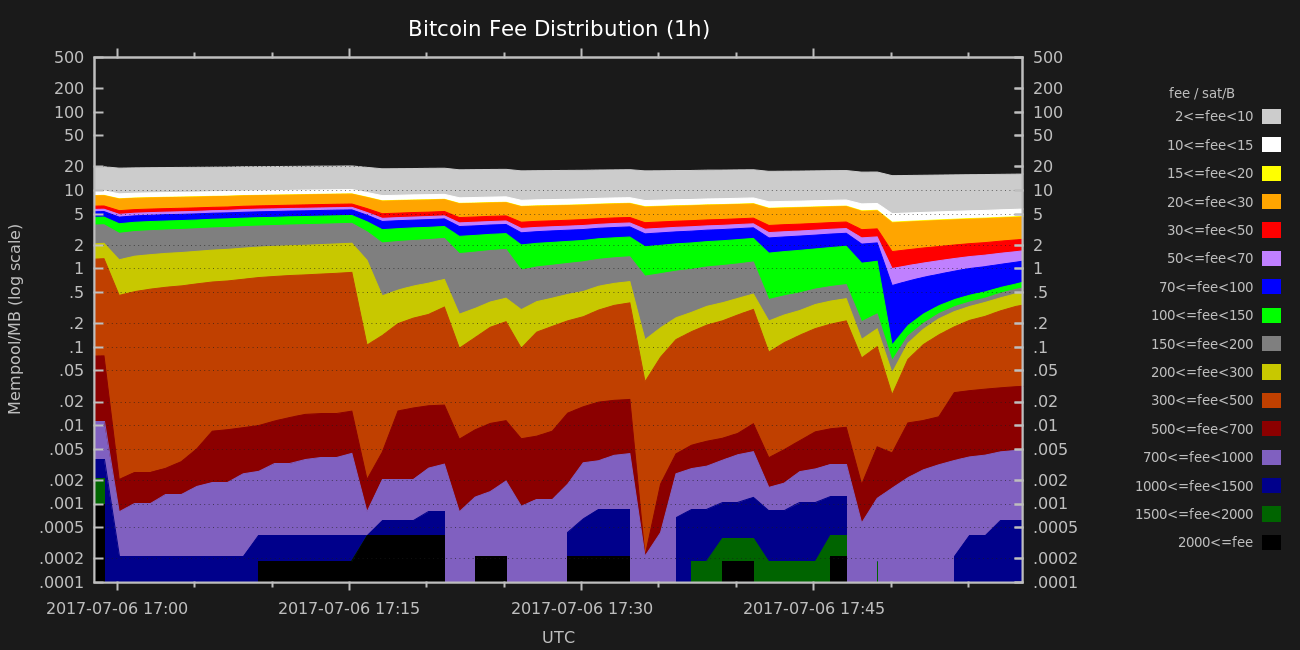 Bitcoin Fee Distribution (1h)
500
200
100
50
20
10
5
2
1
.5
.2
.1
.05
.02
.01
.005
.002
.001
.0005
.0002
.0001
Mempool/MB (log scale)
500
200
100
50
20
10
5
2
1
.5
.2
.1
.05
.02
.01
.005
.002
.001
.0005
.0002
.0001
2017-07-06 17:00
2017-07-06 17:15
2017-07-06 17:30
2017-07-06 17:45
UTC
fee / sat/B
2<=fee<10
10<=fee<15
15<=fee<20
20<=fee<30
30<=fee<50
50<=fee<70
70<=fee<100
100<=fee<150
150<=fee<200
200<=fee<300
300<=fee<500
500<=fee<700
700<=fee<1000
1000<=fee<1500
1500<=fee<2000
2000<=fee